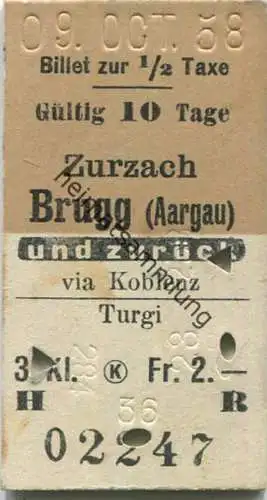 09. OCT. 58
Billet zur 1/2 Taxe
Gültig 10 Tage
Zurzach
Brugg (Aargau)
und zurück
via Koblenz
Turgi
3. Kl. K Fr. 2.—
H R
36
02247
heimatsammlung